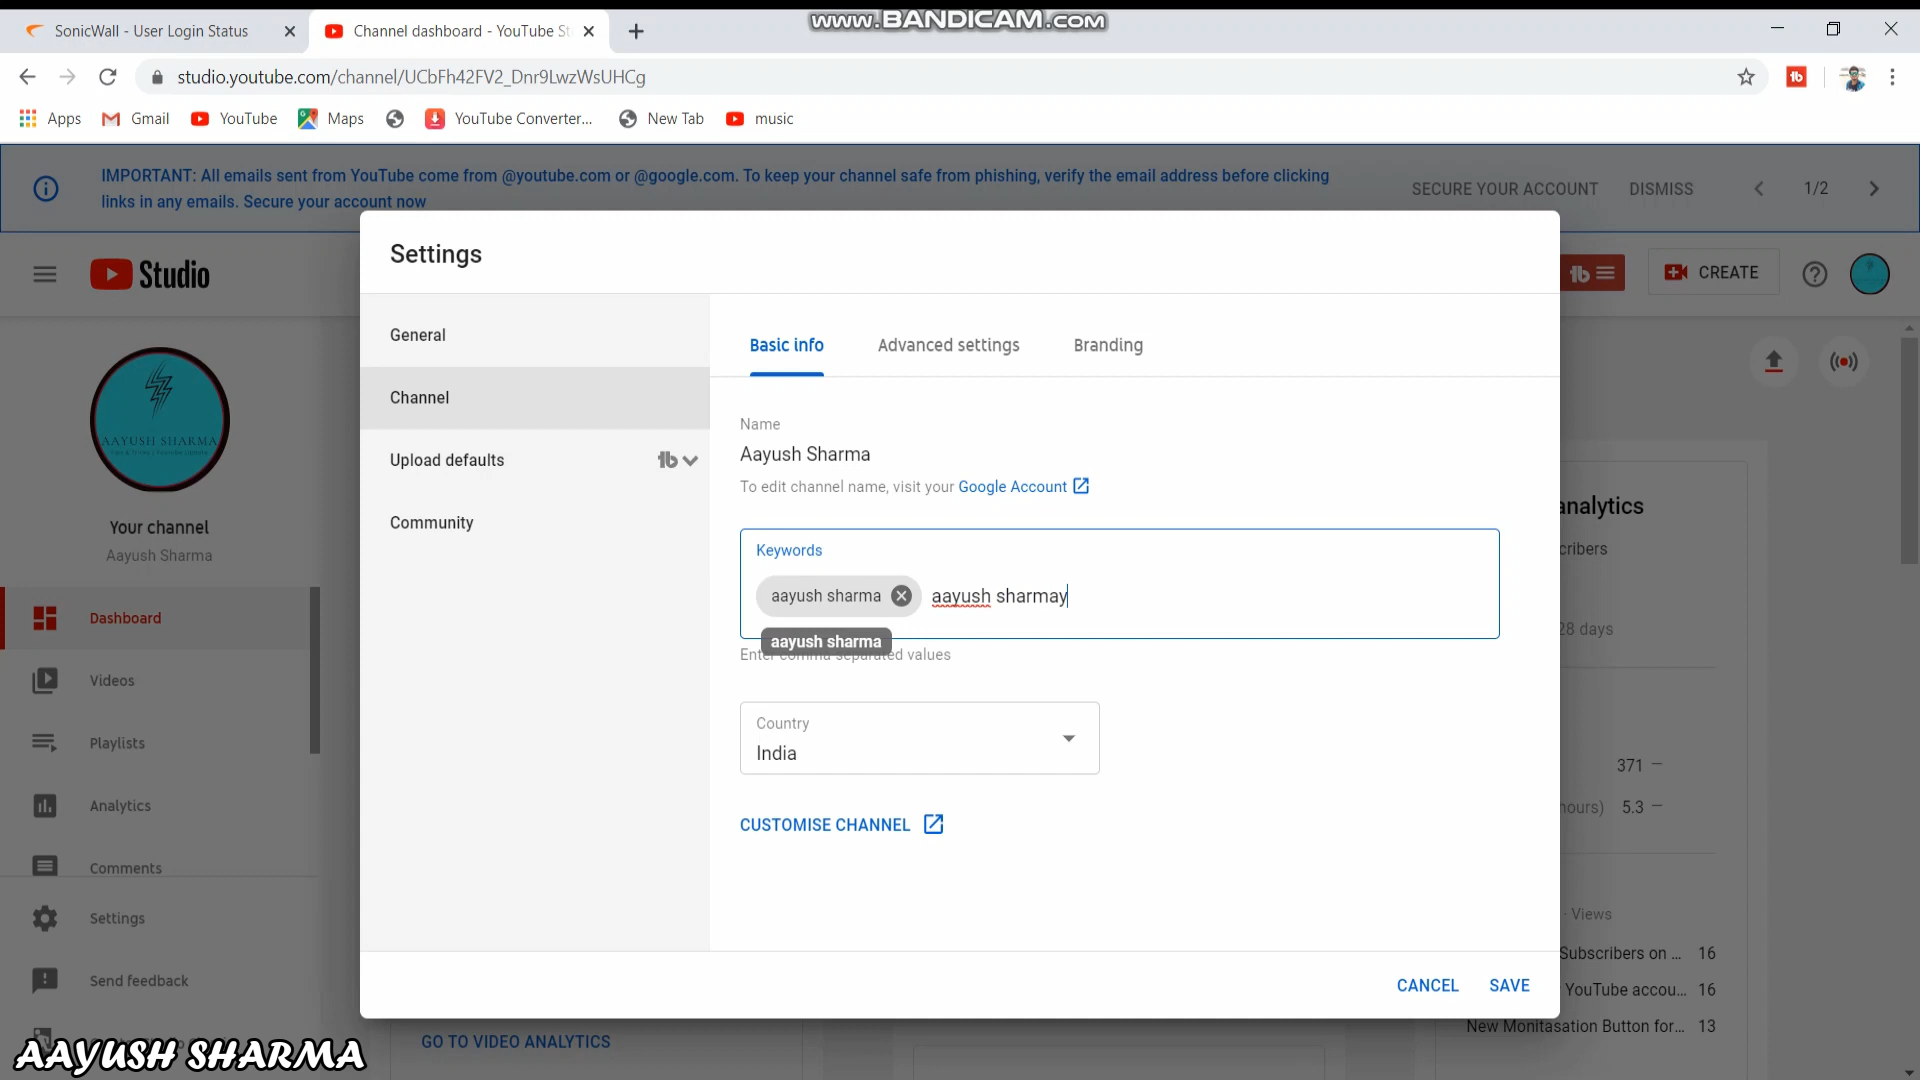 www.BANDICAM.com
SonicWall - User Login Status
Channel dashboard - YouTube St
studio.youtube.com/channel/UCbFh42FV2_Dnr9LwzWsUHCg
Apps
Gmail
YouTube
Maps
YouTube Converter...
New Tab
music
IMPORTANT: All emails sent from YouTube come from @youtube.com or @google.com. To keep your channel safe from phishing, verify the email address before clicking
links in any emails. Secure your account now
SECURE YOUR ACCOUNT
DISMISS
1/2
Studio
CREATE
Settings
General
Channel
Upload defaults
Community
Basic info
Advanced settings
Branding
Name
Aayush Sharma
To edit channel name, visit your Google Account
Keywords
aayush sharma
aayush sharmay
aayush sharma
Enter comma separated values
Country
India
CUSTOMISE CHANNEL
CANCEL
SAVE
AAYUSH SHARMA
Your channel
Aayush Sharma
Dashboard
Videos
Playlists
Analytics
Comments
Settings
Send feedback
AAYUSH SHARMA
GO TO VIDEO ANALYTICS
analytics
cribers
28 days
371 —
hours) 5.3 —
· Views
Subscribers on ... 16
YouTube accou... 16
New Monitasation Button for... 13